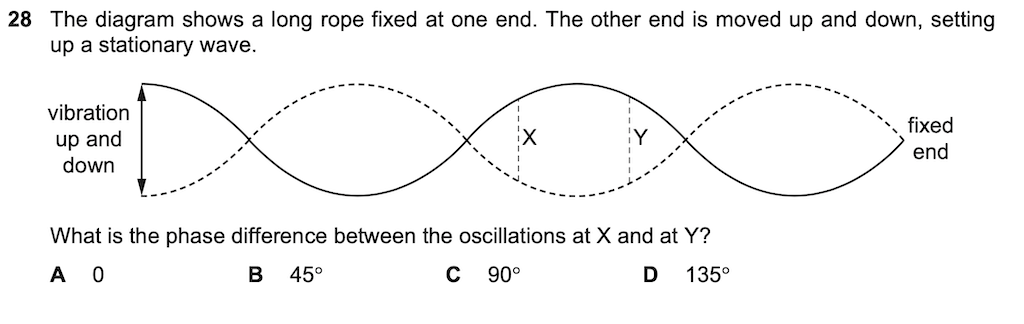 28 The diagram shows a long rope fixed at one end. The other end is moved up and down, setting
up a stationary wave.
vibration
up and
down
X
Y
fixed
end
What is the phase difference between the oscillations at X and at Y?
A 0 B 45° C 90° D 135°